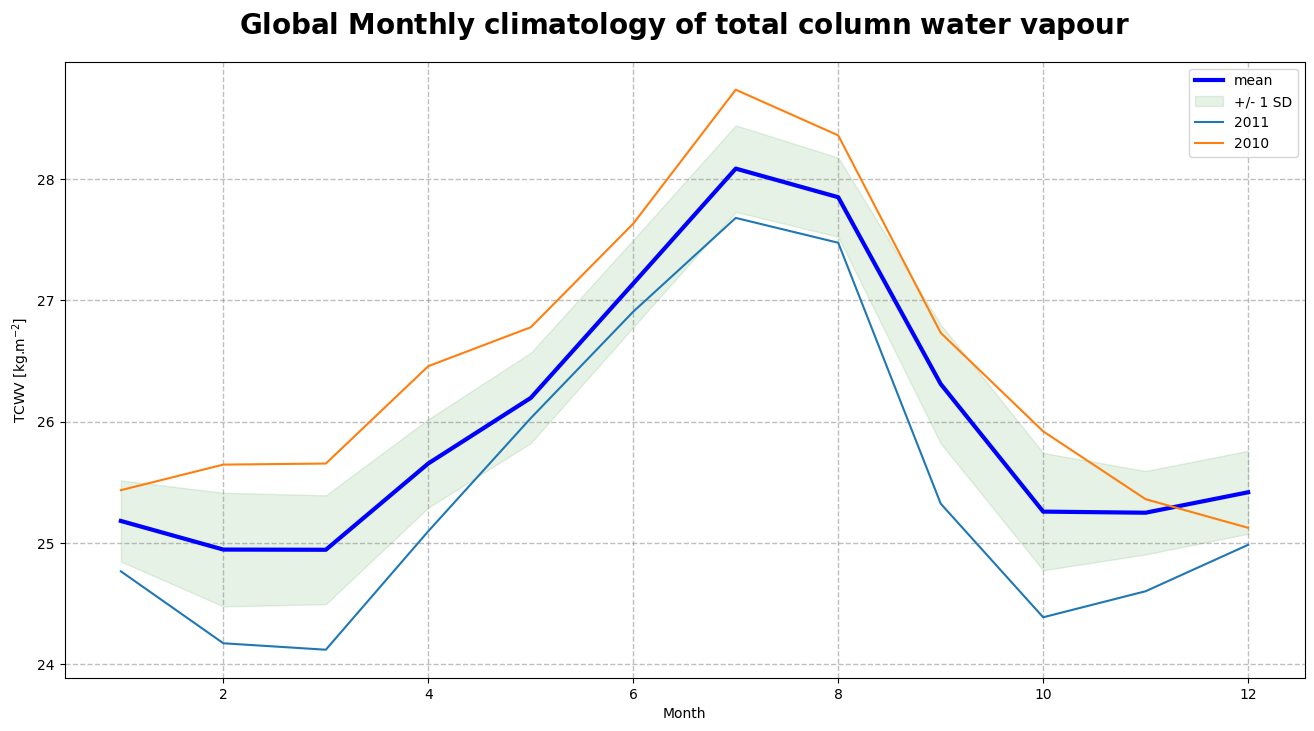 Global Monthly climatology of total column water vapour
mean
+/- 1 SD
2011
2010
TCWV [kg.m⁻²]
28
27
26
25
24
2 4 6 8 10 12
Month